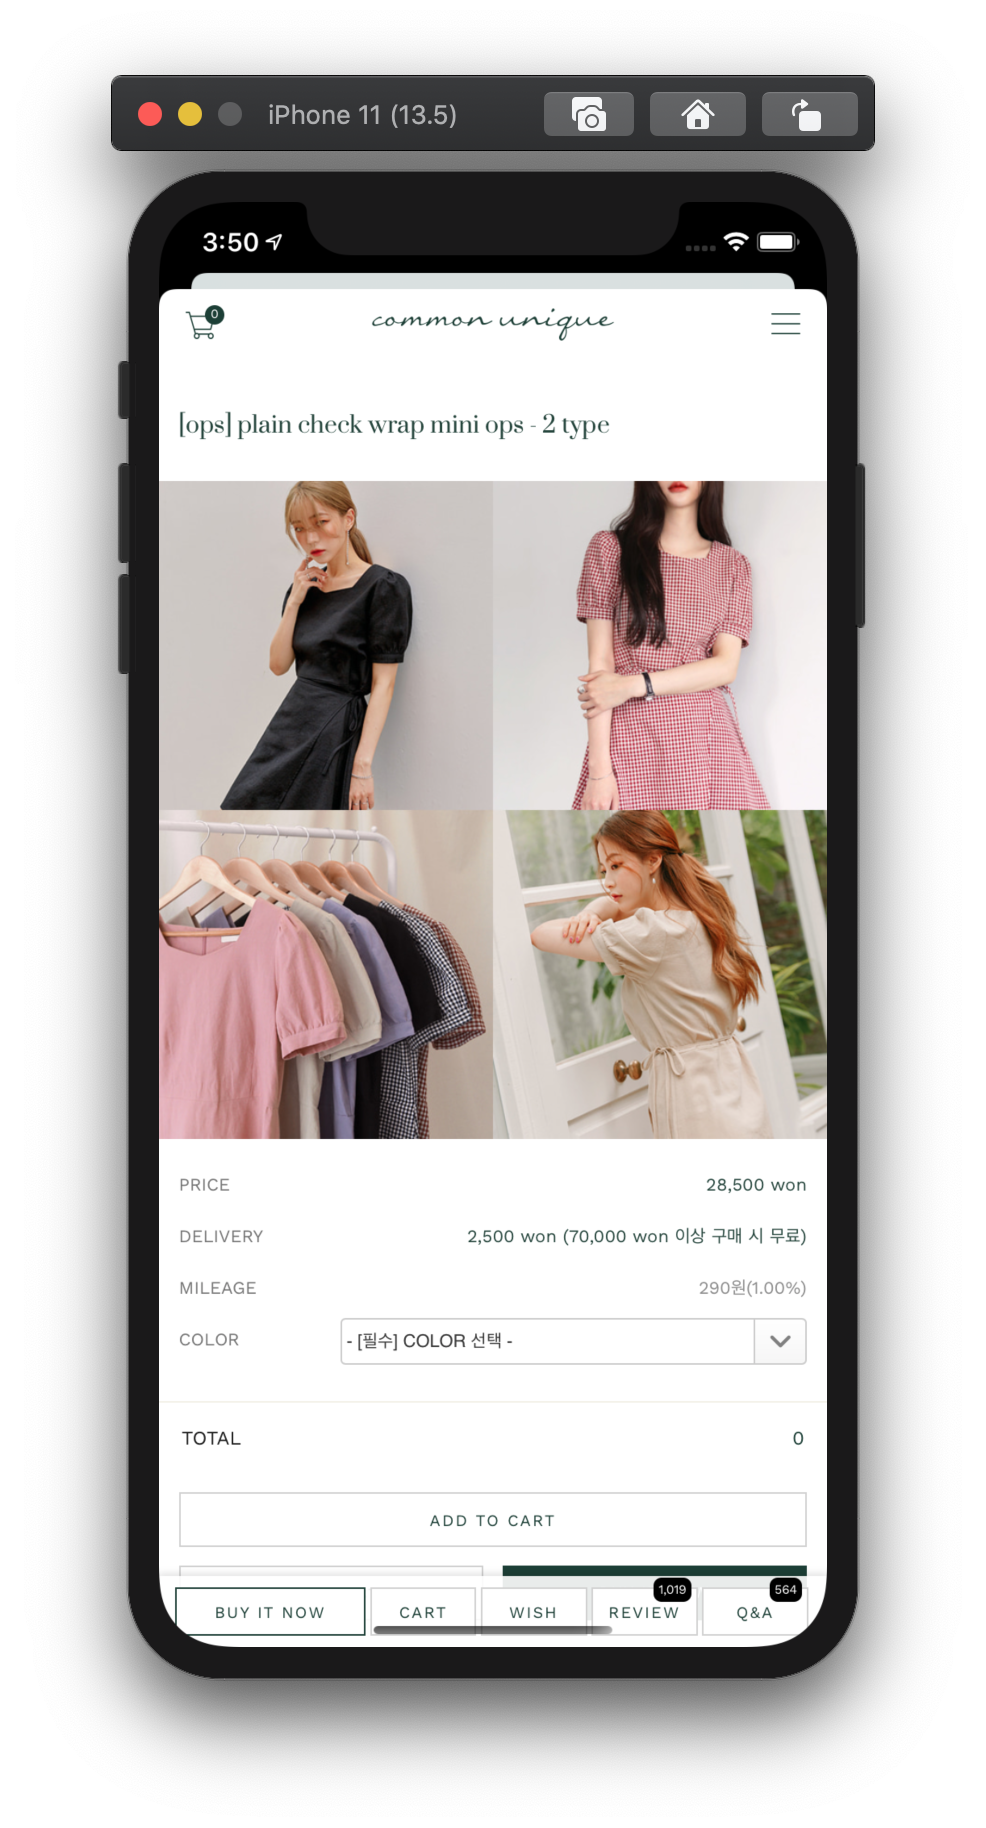 iPhone 11 (13.5)
3:50
0
common unique
[ops] plain check wrap mini ops - 2 type
PRICE 28,500 won
DELIVERY 2,500 won (70,000 won 이상 구매 시 무료)
MILEAGE 290원(1.00%)
COLOR - [필수] COLOR 선택 -
TOTAL 0
ADD TO CART
1,019 564
BUY IT NOW CART WISH REVIEW Q&A